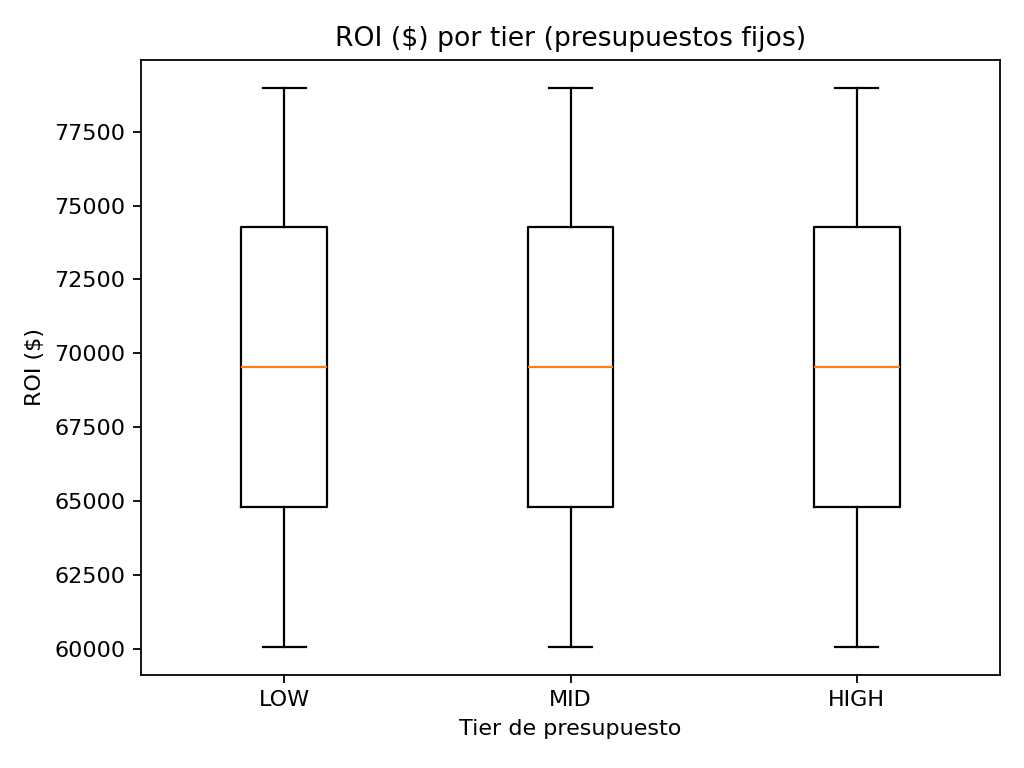 ROI ($) por tier (presupuestos fijos)
77500
75000
72500
70000
67500
65000
62500
60000
ROI ($)
LOW MID HIGH
Tier de presupuesto